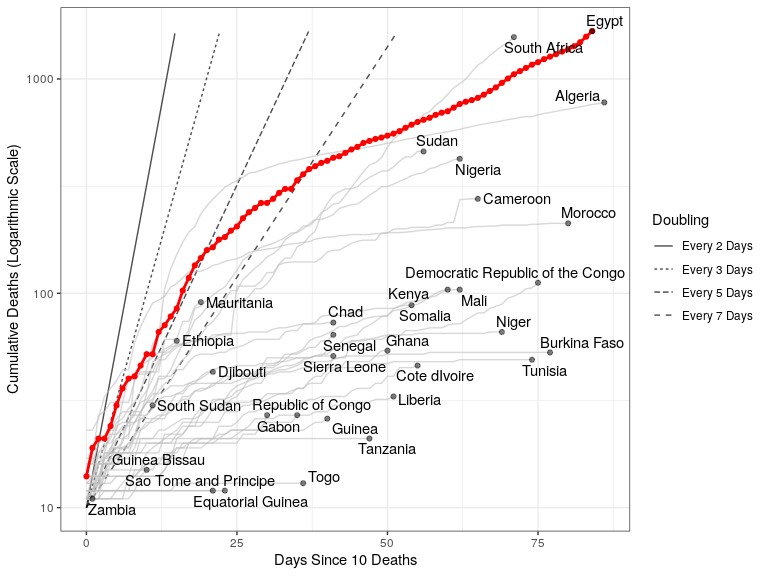 Egypt
South Africa
1000
Algeria
Sudan
Nigeria
Cameroon
Morocco
Democratic Republic of the Congo
100
Mauritania
Kenya
Mali
Chad
Somalia
Niger
Ethiopia
Senegal
Ghana
Burkina Faso
Sierra Leone
Djibouti
Cote dIvoire
Tunisia
South Sudan
Republic of Congo
Liberia
Gabon
Guinea
Tanzania
Guinea Bissau
Sao Tome and Principe
Togo
Equatorial Guinea
10
Zambia
0
25
50
75
Days Since 10 Deaths
Cumulative Deaths (Logarithmic Scale)
Doubling
Every 2 Days
Every 3 Days
Every 5 Days
Every 7 Days